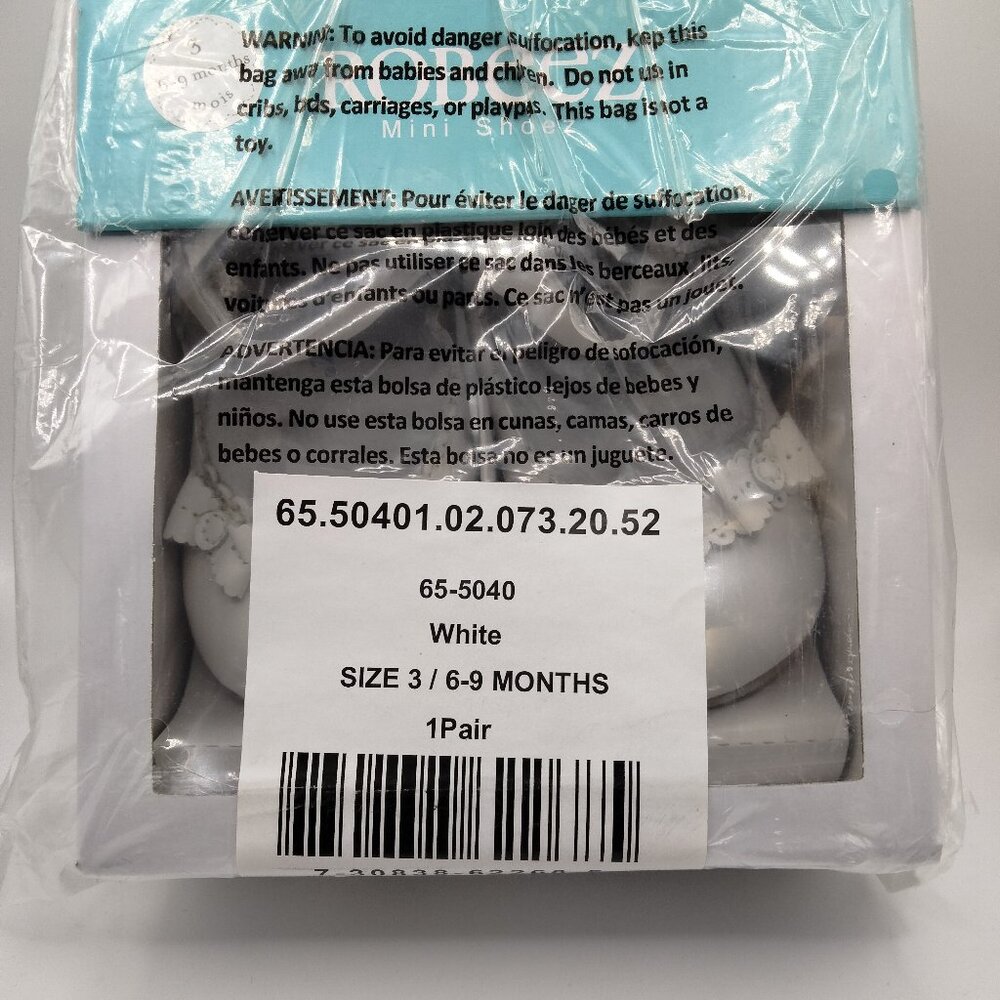 3
6-9 months
mois
ROBEEZ
Mini Shoez
WARNIN: To avoid danger suffocation, kep this
bag away from babies and chilren. Do not us in
cribs, bds, carriages, or playpes. This bag is ot a
toy.
AVERTISSEMENT: Pour éviter le danger de suffocation,
conserver ce sac en plastique loin des bébés et des
enfants. Ne pas utiliser ce sac dans les berceaux, lits,
voitures d'enfants ou parcs. Ce sac n'est pas un jouet.
ADVERTENCIA: Para evitar el peligro de sofocación,
mantenga esta bolsa de plástico lejos de bebes y
niños. No use esta bolsa en cunas, camas, carros de
bebes o corrales. Esta bolsa no es un juguete.
65.50401.02.073.20.52
65-5040
White
SIZE 3 / 6-9 MONTHS
1Pair